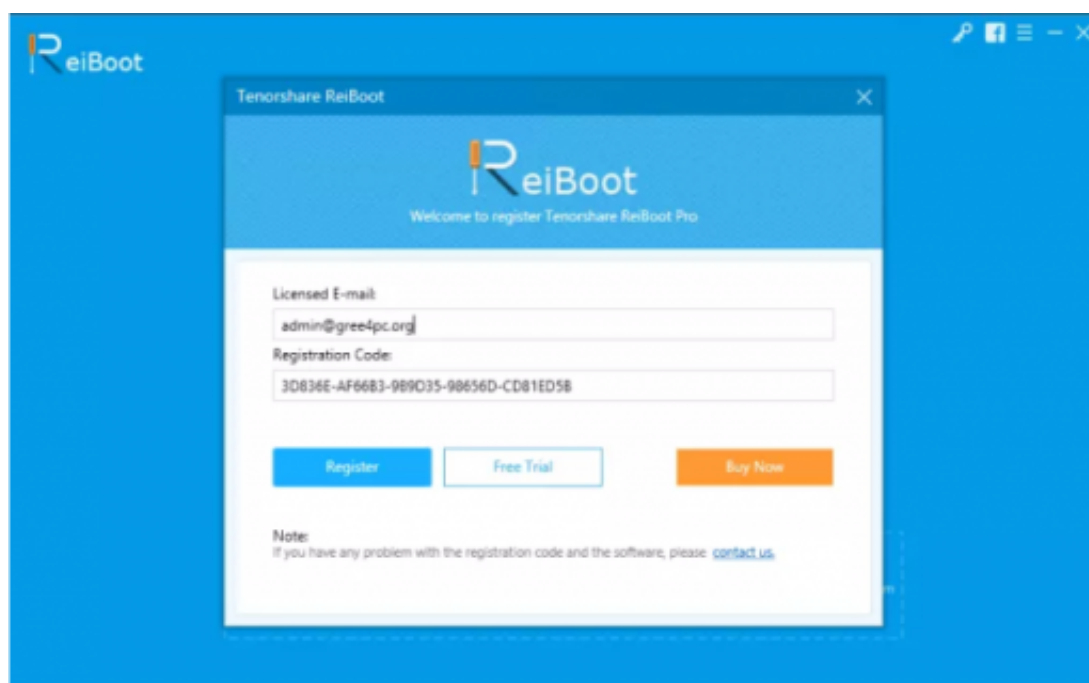 ReiBoot
Tenorshare ReiBoot
ReiBoot
Welcome to register Tenorshare ReiBoot Pro
Licensed E-mail:
admin@gree4pc.org
Registration Code:
3D836E-AF66B3-9B9D35-98656D-CD81ED5B
Register Free Trial Buy Now
Note:
If you have any problem with the registration code and the software, please contact us.